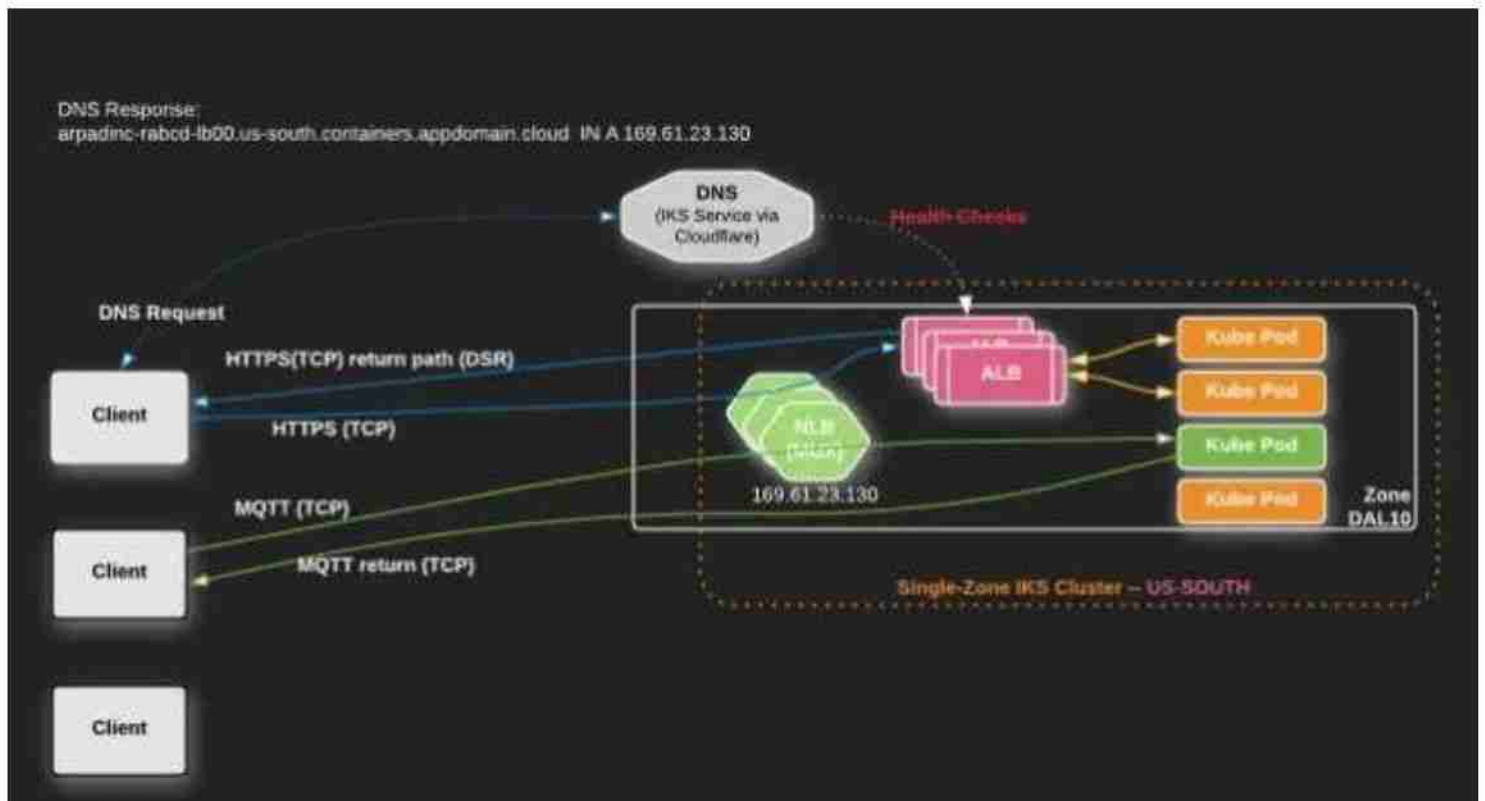 DNS Response:
arpadinc-rabcd-lb00.us-south.containers.appdomain.cloud IN A 169.61.23.130
DNS
(IKS Service via
Cloudflare)
Health Checks
DNS Request
HTTPS(TCP) return path (DSR)
Client
HTTPS (TCP)
ALB
Kube Pod
Kube Pod
NLB
Kube Pod
169.61.23.130
Kube Pod
Zone
DAL10
MQTT (TCP)
Client
MQTT return (TCP)
Single-Zone IKS Cluster – US-SOUTH
Client